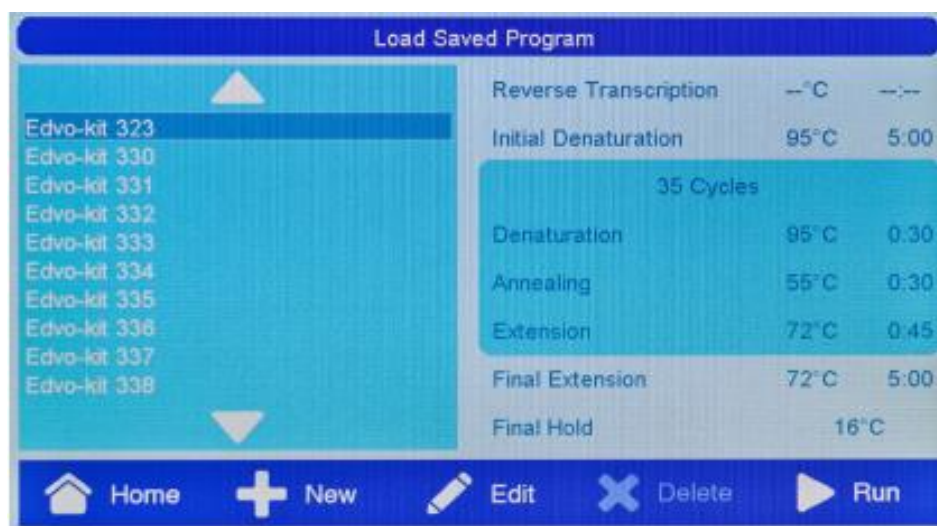 Load Saved Program
Edvo-kit 323
Edvo-kit 330
Edvo-kit 331
Edvo-kit 332
Edvo-kit 333
Edvo-kit 334
Edvo-kit 335
Edvo-kit 336
Edvo-kit 337
Edvo-kit 338
Reverse Transcription --°C --:--
Initial Denaturation 95°C 5:00
35 Cycles
Denaturation 95°C 0:30
Annealing 55°C 0:30
Extension 72°C 0:45
Final Extension 72°C 5:00
Final Hold 16°C
Home New Edit Delete Run